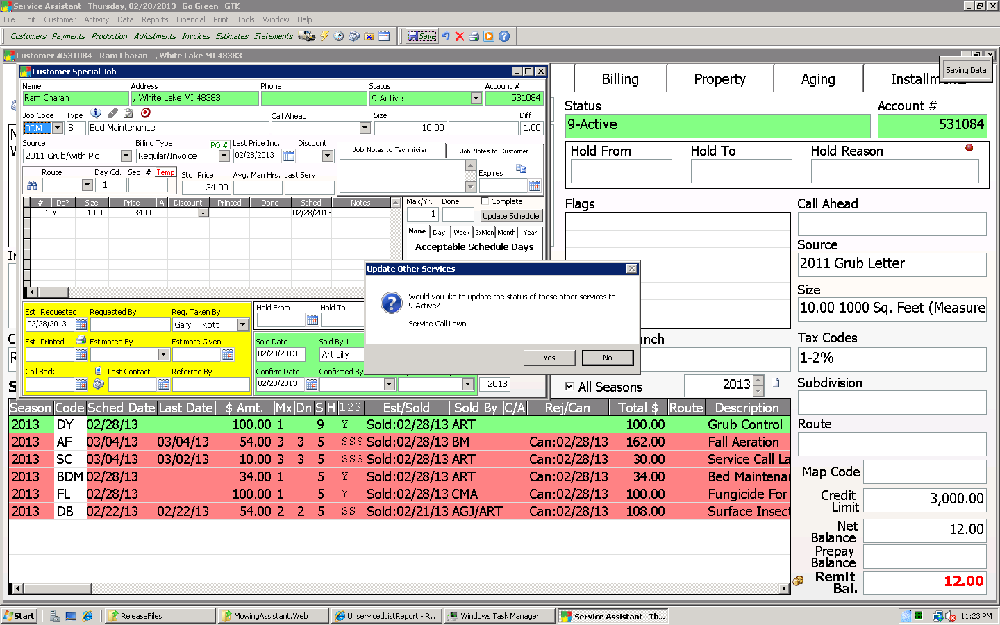 Service Assistant   Thursday, 02/28/2013   Go Green   GTK
File Edit Customer Activity Data Reports Financial Print Tools Window Help
Customers Payments Production Adjustments Invoices Estimates Statements Save
Customer #531084 - Ram Charan - , White Lake MI 48383
Saving Data
Customer Special Job
Name Address Phone Status Account #
Ram Charan , White Lake MI 48383 9-Active 531084
Job Code Type Call Ahead Size Diff.
BDM S Bed Maintenance 10.00 1.00
Source Billing Type PO # Last Price Inc. Discount
2011 Grub/with Pic Regular/Invoice 02/28/2013
Job Notes to Technician Job Notes to Customer
Route Day Cd. Seq. # Temp Std. Price Avg. Man Hrs. Last Serv. Expires
1 34.00
# Do? Size Price A Discount Printed Done Sched Notes
1 Y 10.00 34.00 02/28/2013
Max/Yr. Done Complete
1 Update Schedule
None Day Week 2xMon Month Year
Acceptable Schedule Days
Est. Requested Requested By Req. Taken By
02/28/2013 Gary T Kott
Est. Printed Estimated By Estimate Given
Call Back Last Contact Referred By
Hold From Hold To
Sold Date Sold By 1
02/28/2013 Art Lilly
Confirm Date Confirmed By
02/28/2013 2013
Update Other Services
Would you like to update the status of these other services to
9-Active?
Service Call Lawn
Yes No
Billing Property Aging Installm
Status Account #
9-Active 531084
Hold From Hold To Hold Reason
Flags
Call Ahead
Source
2011 Grub Letter
Size
10.00 1000 Sq. Feet (Measure
Tax Codes
1-2%
Subdivision
Route
Map Code
Credit Limit 3,000.00
Net Balance 12.00
Prepay Balance
Remit Bal. 12.00
All Seasons 2013
Season Code Sched Date Last Date $ Amt. Mx Dn S H 123 Est/Sold Sold By C/A Rej/Can Total $ Route Description
2013 DY 02/28/13 100.00 1 9 Y Sold:02/28/13 ART 100.00 Grub Control
2013 AF 03/04/13 03/04/13 54.00 3 3 5 SSS Sold:02/28/13 BM Can:02/28/13 162.00 Fall Aeration
2013 SC 03/04/13 03/02/13 10.00 3 3 5 SSS Sold:02/28/13 ART Can:02/28/13 30.00 Service Call La
2013 BDM 02/28/13 34.00 1 5 Y Sold:02/28/13 ART Can:02/28/13 34.00 Bed Maintena
2013 FL 02/28/13 100.00 1 5 Y Sold:02/28/13 CMA Can:02/28/13 100.00 Fungicide For
2013 DB 02/22/13 02/22/13 54.00 2 2 5 SS Sold:02/21/13 AGJ/ART Can:02/28/13 108.00 Surface Insect
Start ReleaseFiles MowingAssistant.Web UnservicedListReport - R... Windows Task Manager Service Assistant Th... 11:23 PM